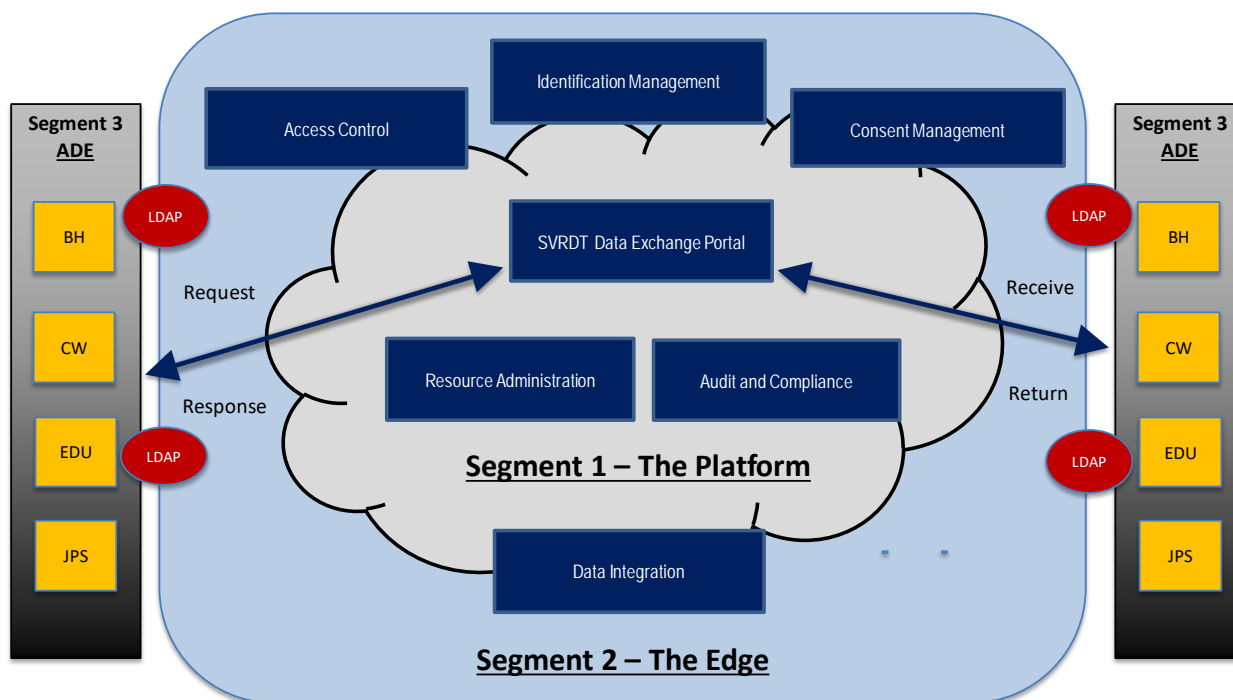 Identification Management
Access Control
Consent Management
Segment 3
ADE
Segment 3
ADE
BH
LDAP
LDAP
BH
SVRDT Data Exchange Portal
Request
Receive
CW
CW
Resource Administration
Audit and Compliance
Response
Return
EDU
LDAP
LDAP
EDU
Segment 1 – The Platform
JPS
JPS
Data Integration
Segment 2 – The Edge